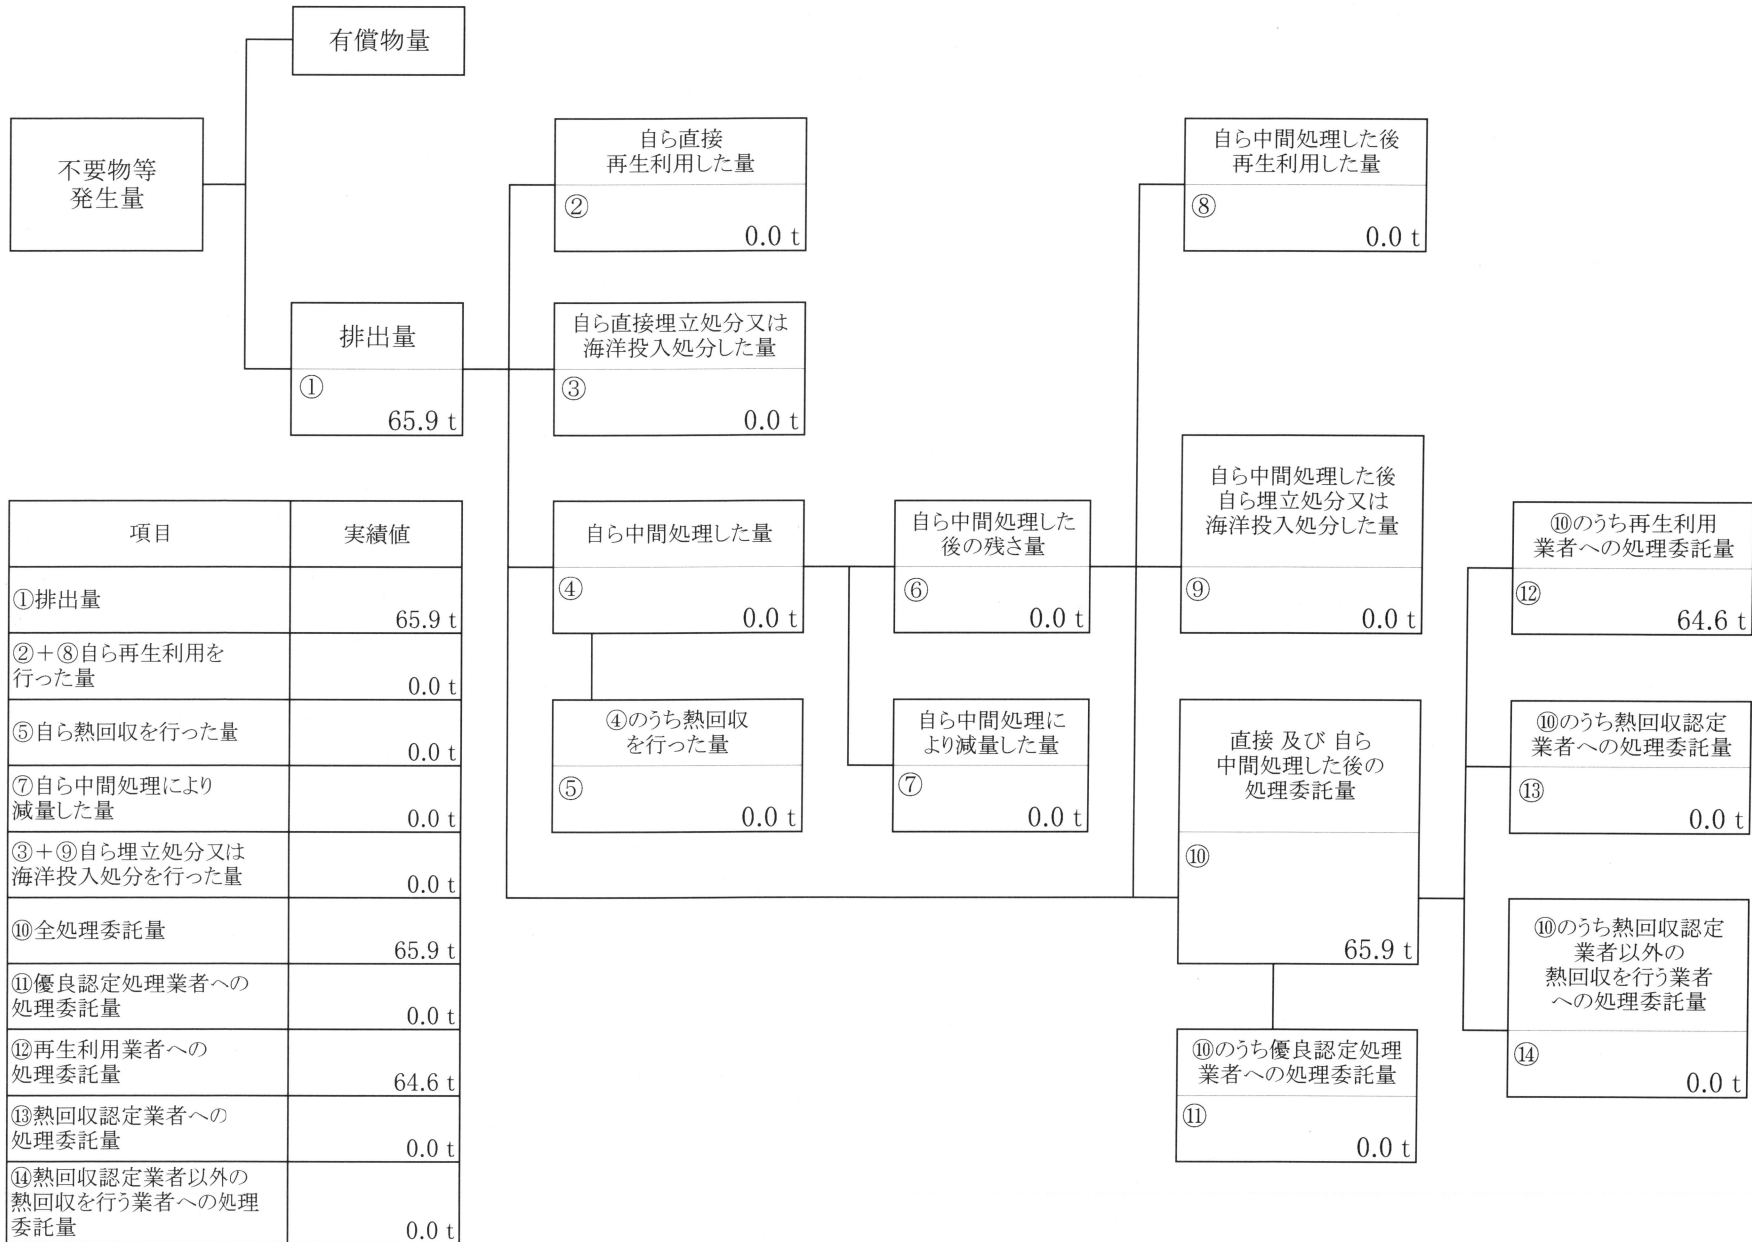 有償物量
不要物等
発生量
排出量
①
65.9 t
自ら直接
再生利用した量
②
0.0 t
自ら直接埋立処分又は
海洋投入処分した量
③
0.0 t
自ら中間処理した量
④
0.0 t
④のうち熱回収
を行った量
⑤
0.0 t
自ら中間処理した
後の残さ量
⑥
0.0 t
自ら中間処理に
より減量した量
⑦
0.0 t
自ら中間処理した後
再生利用した量
⑧
0.0 t
自ら中間処理した後
自ら埋立処分又は
海洋投入処分した量
⑨
0.0 t
直接 及び 自ら
中間処理した後の
処理委託量
⑩
65.9 t
⑩のうち優良認定処理
業者への処理委託量
⑪
0.0 t
⑩のうち再生利用
業者への処理委託量
⑫
64.6 t
⑩のうち熱回収認定
業者への処理委託量
⑬
0.0 t
⑩のうち熱回収認定
業者以外の
熱回収を行う業者
への処理委託量
⑭
0.0 t
項目 実績値
①排出量
65.9 t
②+⑧自ら再生利用を
行った量
0.0 t
⑤自ら熱回収を行った量
0.0 t
⑦自ら中間処理により
減量した量
0.0 t
③+⑨自ら埋立処分又は
海洋投入処分を行った量
0.0 t
⑩全処理委託量
65.9 t
⑪優良認定処理業者への
処理委託量
0.0 t
⑫再生利用業者への
処理委託量
64.6 t
⑬熱回収認定業者への
処理委託量
0.0 t
⑭熱回収認定業者以外の
熱回収を行う業者への処理
委託量
0.0 t